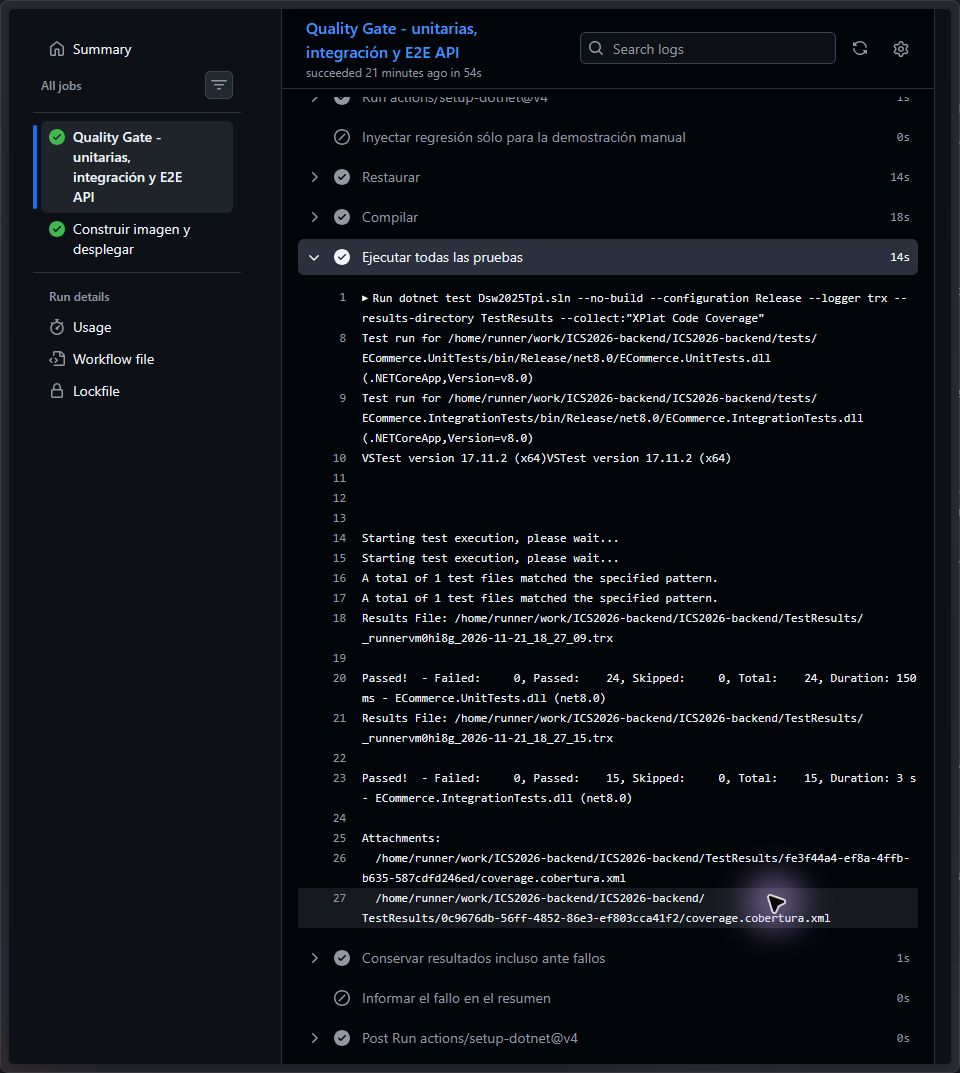 Summary
All jobs
Quality Gate -
unitarias,
integración y E2E
API
Construir imagen y
desplegar
Run details
Usage
Workflow file
Lockfile
Quality Gate - unitarias,
integración y E2E API
succeeded 21 minutes ago in 54s
Search logs
Run actions/setup-dotnet@v4 1s
Inyectar regresión sólo para la demostración manual 0s
Restaurar 14s
Compilar 18s
Ejecutar todas las pruebas 14s
1 ▸ Run dotnet test Dsw2025Tpi.sln --no-build --configuration Release --logger trx --
results-directory TestResults --collect:"XPlat Code Coverage"
8 Test run for /home/runner/work/ICS2026-backend/ICS2026-backend/tests/
ECommerce.UnitTests/bin/Release/net8.0/ECommerce.UnitTests.dll
(.NETCoreApp,Version=v8.0)
9 Test run for /home/runner/work/ICS2026-backend/ICS2026-backend/tests/
ECommerce.IntegrationTests/bin/Release/net8.0/ECommerce.IntegrationTests.dll
(.NETCoreApp,Version=v8.0)
10 VSTest version 17.11.2 (x64)VSTest version 17.11.2 (x64)
11
12
13
14 Starting test execution, please wait...
15 Starting test execution, please wait...
16 A total of 1 test files matched the specified pattern.
17 A total of 1 test files matched the specified pattern.
18 Results File: /home/runner/work/ICS2026-backend/ICS2026-backend/TestResults/
_runnervm0hi8g_2026-11-21_18_27_09.trx
19
20 Passed!  - Failed:     0, Passed:    24, Skipped:     0, Total:    24, Duration: 150
ms - ECommerce.UnitTests.dll (net8.0)
21 Results File: /home/runner/work/ICS2026-backend/ICS2026-backend/TestResults/
_runnervm0hi8g_2026-11-21_18_27_15.trx
22
23 Passed!  - Failed:     0, Passed:    15, Skipped:     0, Total:    15, Duration: 3 s
- ECommerce.IntegrationTests.dll (net8.0)
24
25 Attachments:
26 /home/runner/work/ICS2026-backend/ICS2026-backend/TestResults/fe3f44a4-ef8a-4ffb-
b635-587cdfd246ed/coverage.cobertura.xml
27 /home/runner/work/ICS2026-backend/ICS2026-backend/
TestResults/0c9676db-56ff-4852-86e3-ef803cca41f2/coverage.cobertura.xml
Conservar resultados incluso ante fallos 1s
Informar el fallo en el resumen 0s
Post Run actions/setup-dotnet@v4 0s